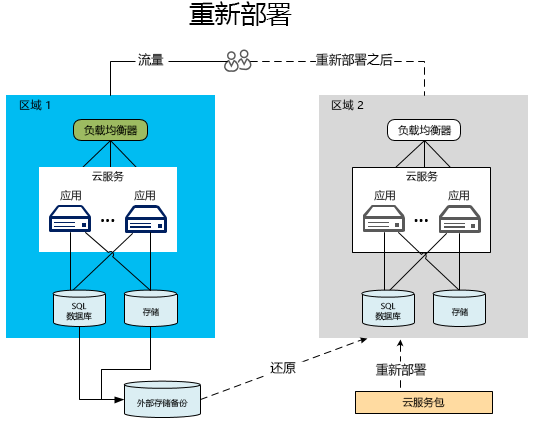 重新部署
流量
重新部署之后
区域 1
区域 2
负载均衡器
负载均衡器
云服务
云服务
应用
应用
应用
应用
...
...
SQL
数据库
存储
SQL
数据库
存储
还原
重新部署
外部存储备份
云服务包